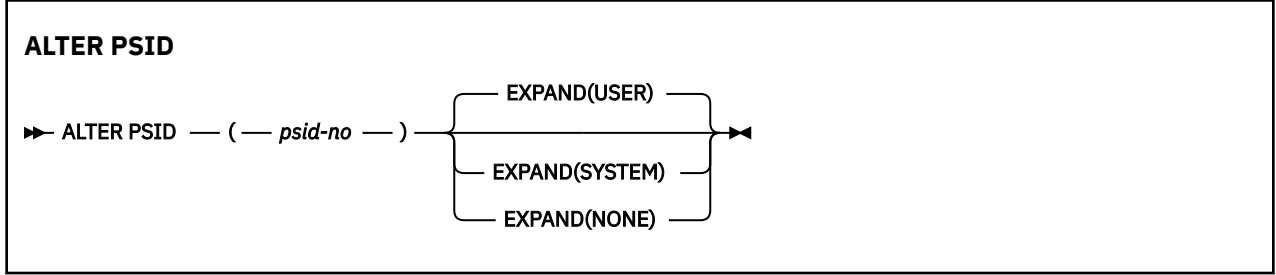 ALTER PSID
EXPAND(USER)
ALTER PSID ( psid-no )
EXPAND(SYSTEM)
EXPAND(NONE)